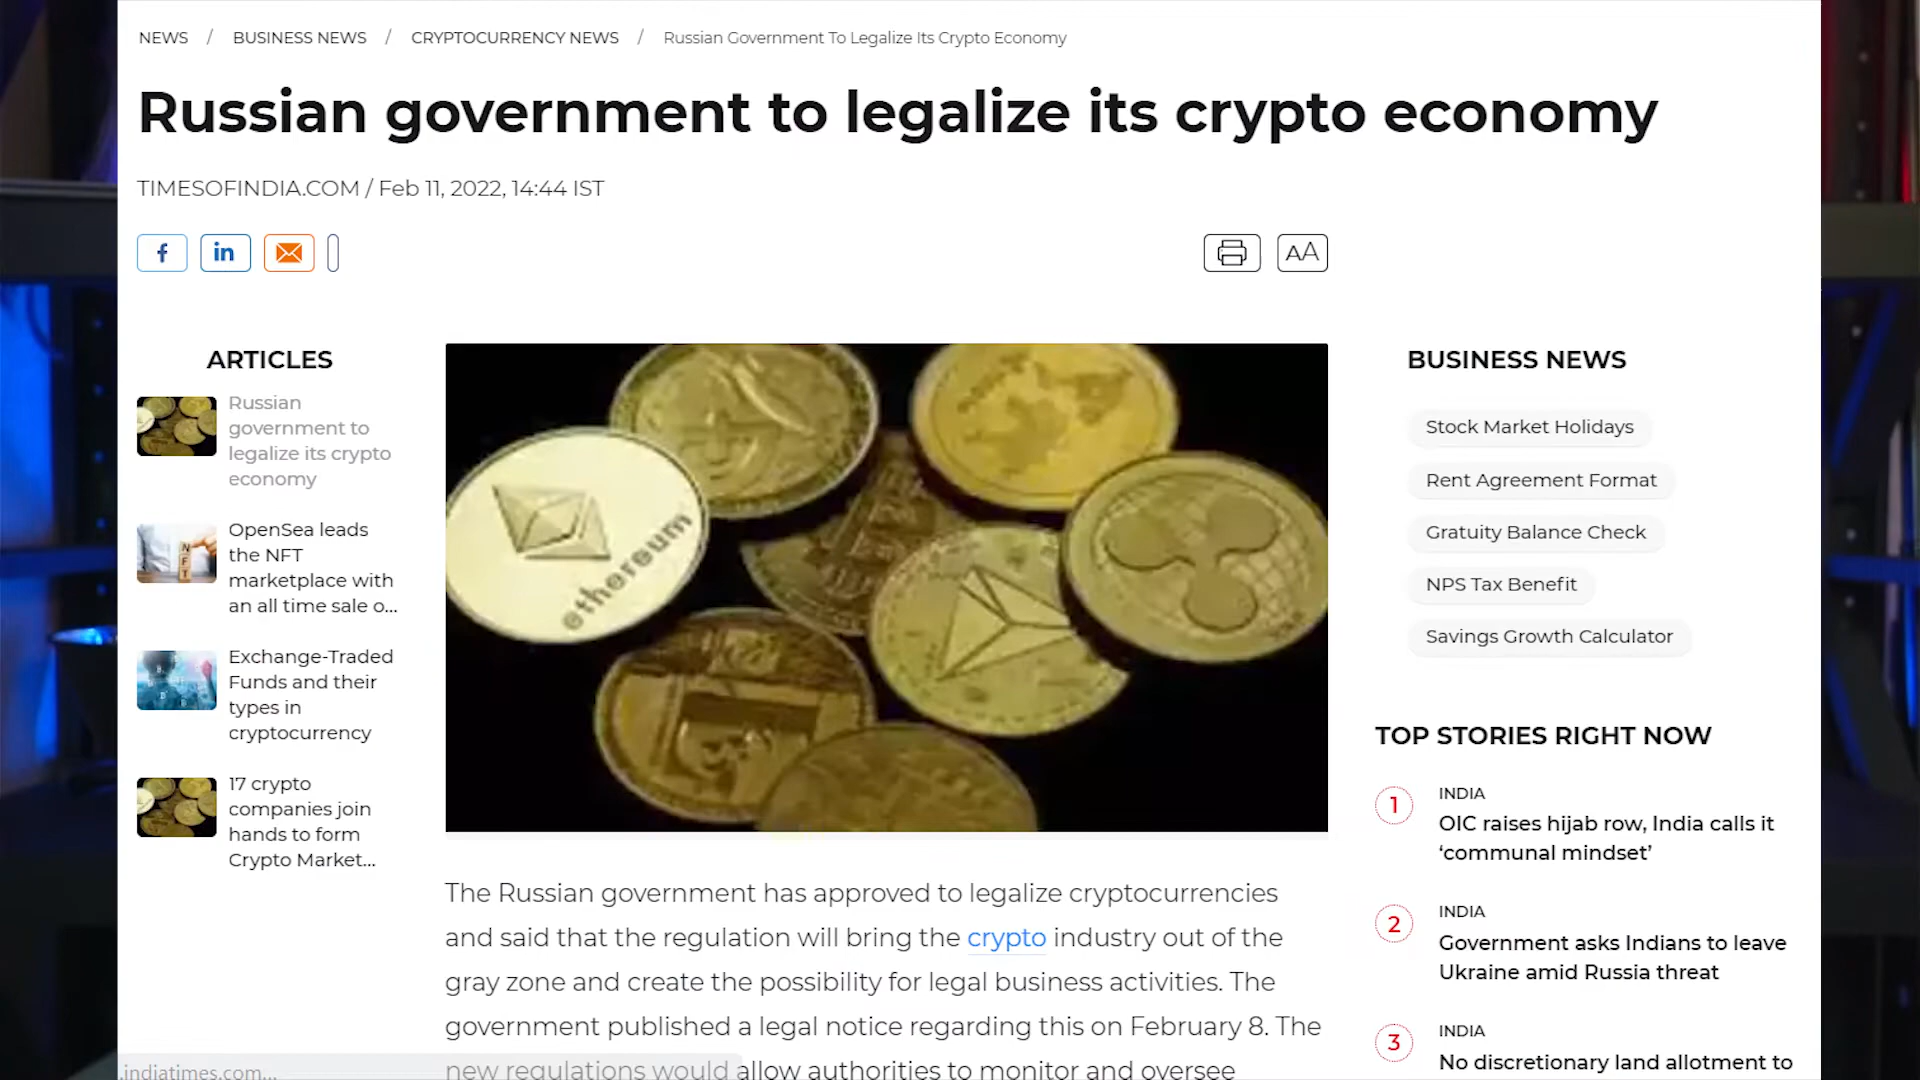 NEWS / BUSINESS NEWS / CRYPTOCURRENCY NEWS / Russian Government To Legalize Its Crypto Economy
Russian government to legalize its crypto economy
TIMESOFINDIA.COM / Feb 11, 2022, 14:44 IST
f in AA
ARTICLES
Russian
government to
legalize its crypto
economy
OpenSea leads
the NFT
marketplace with
an all time sale o...
Exchange-Traded
Funds and their
types in
cryptocurrency
17 crypto
companies join
hands to form
Crypto Market...
ethereum
The Russian government has approved to legalize cryptocurrencies
and said that the regulation will bring the crypto industry out of the
gray zone and create the possibility for legal business activities. The
government published a legal notice regarding this on February 8. The
new regulations would allow authorities to monitor and oversee
BUSINESS NEWS
Stock Market Holidays
Rent Agreement Format
Gratuity Balance Check
NPS Tax Benefit
Savings Growth Calculator
TOP STORIES RIGHT NOW
1
INDIA
OIC raises hijab row, India calls it
‘communal mindset’
2
INDIA
Government asks Indians to leave
Ukraine amid Russia threat
3
INDIA
No discretionary land allotment to
.indiatimes.com...